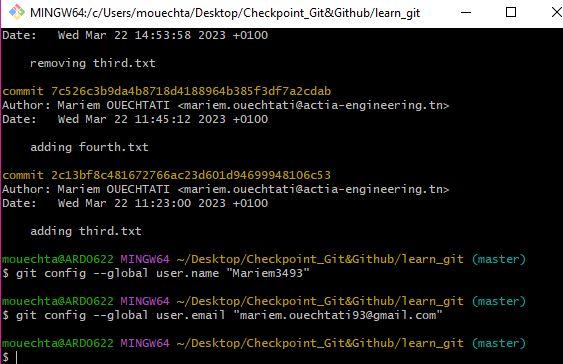 MINGW64:/c/Users/mouechta/Desktop/Checkpoint_Git&Github/learn_git
Date:   Wed Mar 22 14:53:58 2023 +0100
    removing third.txt
commit 7c526c3b9da4b8718d4188964b385f3df7a2cdab
Author: Mariem OUECHTATI <mariem.ouechtati@actia-engineering.tn>
Date:   Wed Mar 22 11:45:12 2023 +0100
    adding fourth.txt
commit 2c13bf8c481672766ac23d601d94699948106c53
Author: Mariem OUECHTATI <mariem.ouechtati@actia-engineering.tn>
Date:   Wed Mar 22 11:23:00 2023 +0100
    adding third.txt
mouechta@ARDO622 MINGW64 ~/Desktop/Checkpoint_Git&Github/learn_git (master)
$ git config --global user.name "Mariem3493"
mouechta@ARDO622 MINGW64 ~/Desktop/Checkpoint_Git&Github/learn_git (master)
$ git config --global user.email "mariem.ouechtati93@gmail.com"
mouechta@ARDO622 MINGW64 ~/Desktop/Checkpoint_Git&Github/learn_git (master)
$